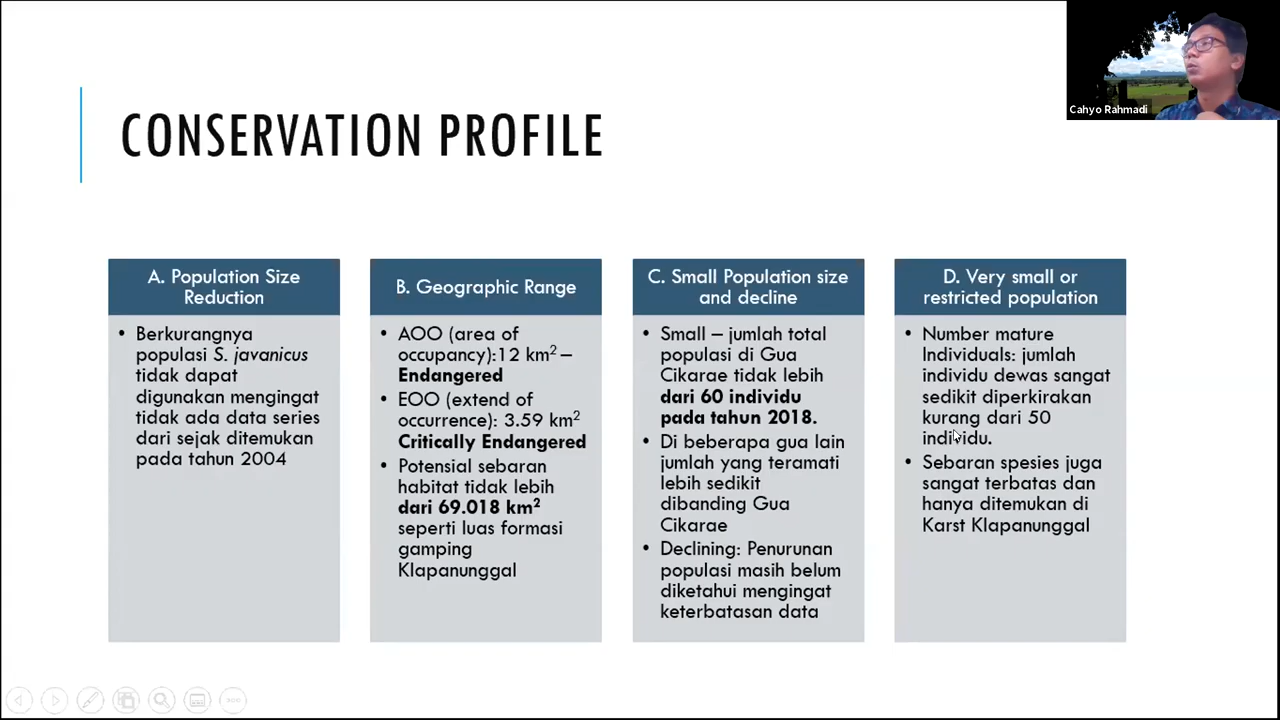 Cahyo Rahmadi
CONSERVATION PROFILE
A. Population Size
Reduction
• Berkurangnya
populasi S. javanicus
tidak dapat
digunakan mengingat
tidak ada data series
dari sejak ditemukan
pada tahun 2004
B. Geographic Range
• AOO (area of
occupancy):12 km² –
Endangered
• EOO (extend of
occurrence): 3.59 km²
Critically Endangered
• Potensial sebaran
habitat tidak lebih
dari 69.018 km²
seperti luas formasi
gamping
Klapanunggal
C. Small Population size
and decline
• Small – jumlah total
populasi di Gua
Cikarae tidak lebih
dari 60 individu
pada tahun 2018.
• Di beberapa gua lain
jumlah yang teramati
lebih sedikit
dibanding Gua
Cikarae
• Declining: Penurunan
populasi masih belum
diketahui mengingat
keterbatasan data
D. Very small or
restricted population
• Number mature
Individuals: jumlah
individu dewas sangat
sedikit diperkirakan
kurang dari 50
individu.
• Sebaran spesies juga
sangat terbatas dan
hanya ditemukan di
Karst Klapanunggal